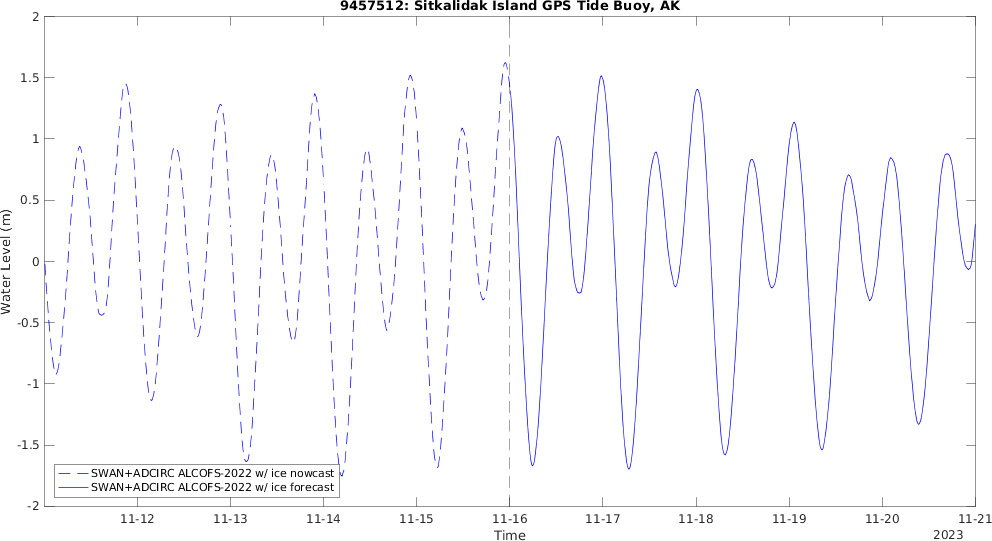 9457512: Sitkalidak Island GPS Tide Buoy, AK
2
1.5
1
0.5
0
-0.5
-1
-1.5
-2
Water Level (m)
SWAN+ADCIRC ALCOFS-2022 w/ ice nowcast
SWAN+ADCIRC ALCOFS-2022 w/ ice forecast
11-12 11-13 11-14 11-15 11-16 11-17 11-18 11-19 11-20 11-21
Time
2023